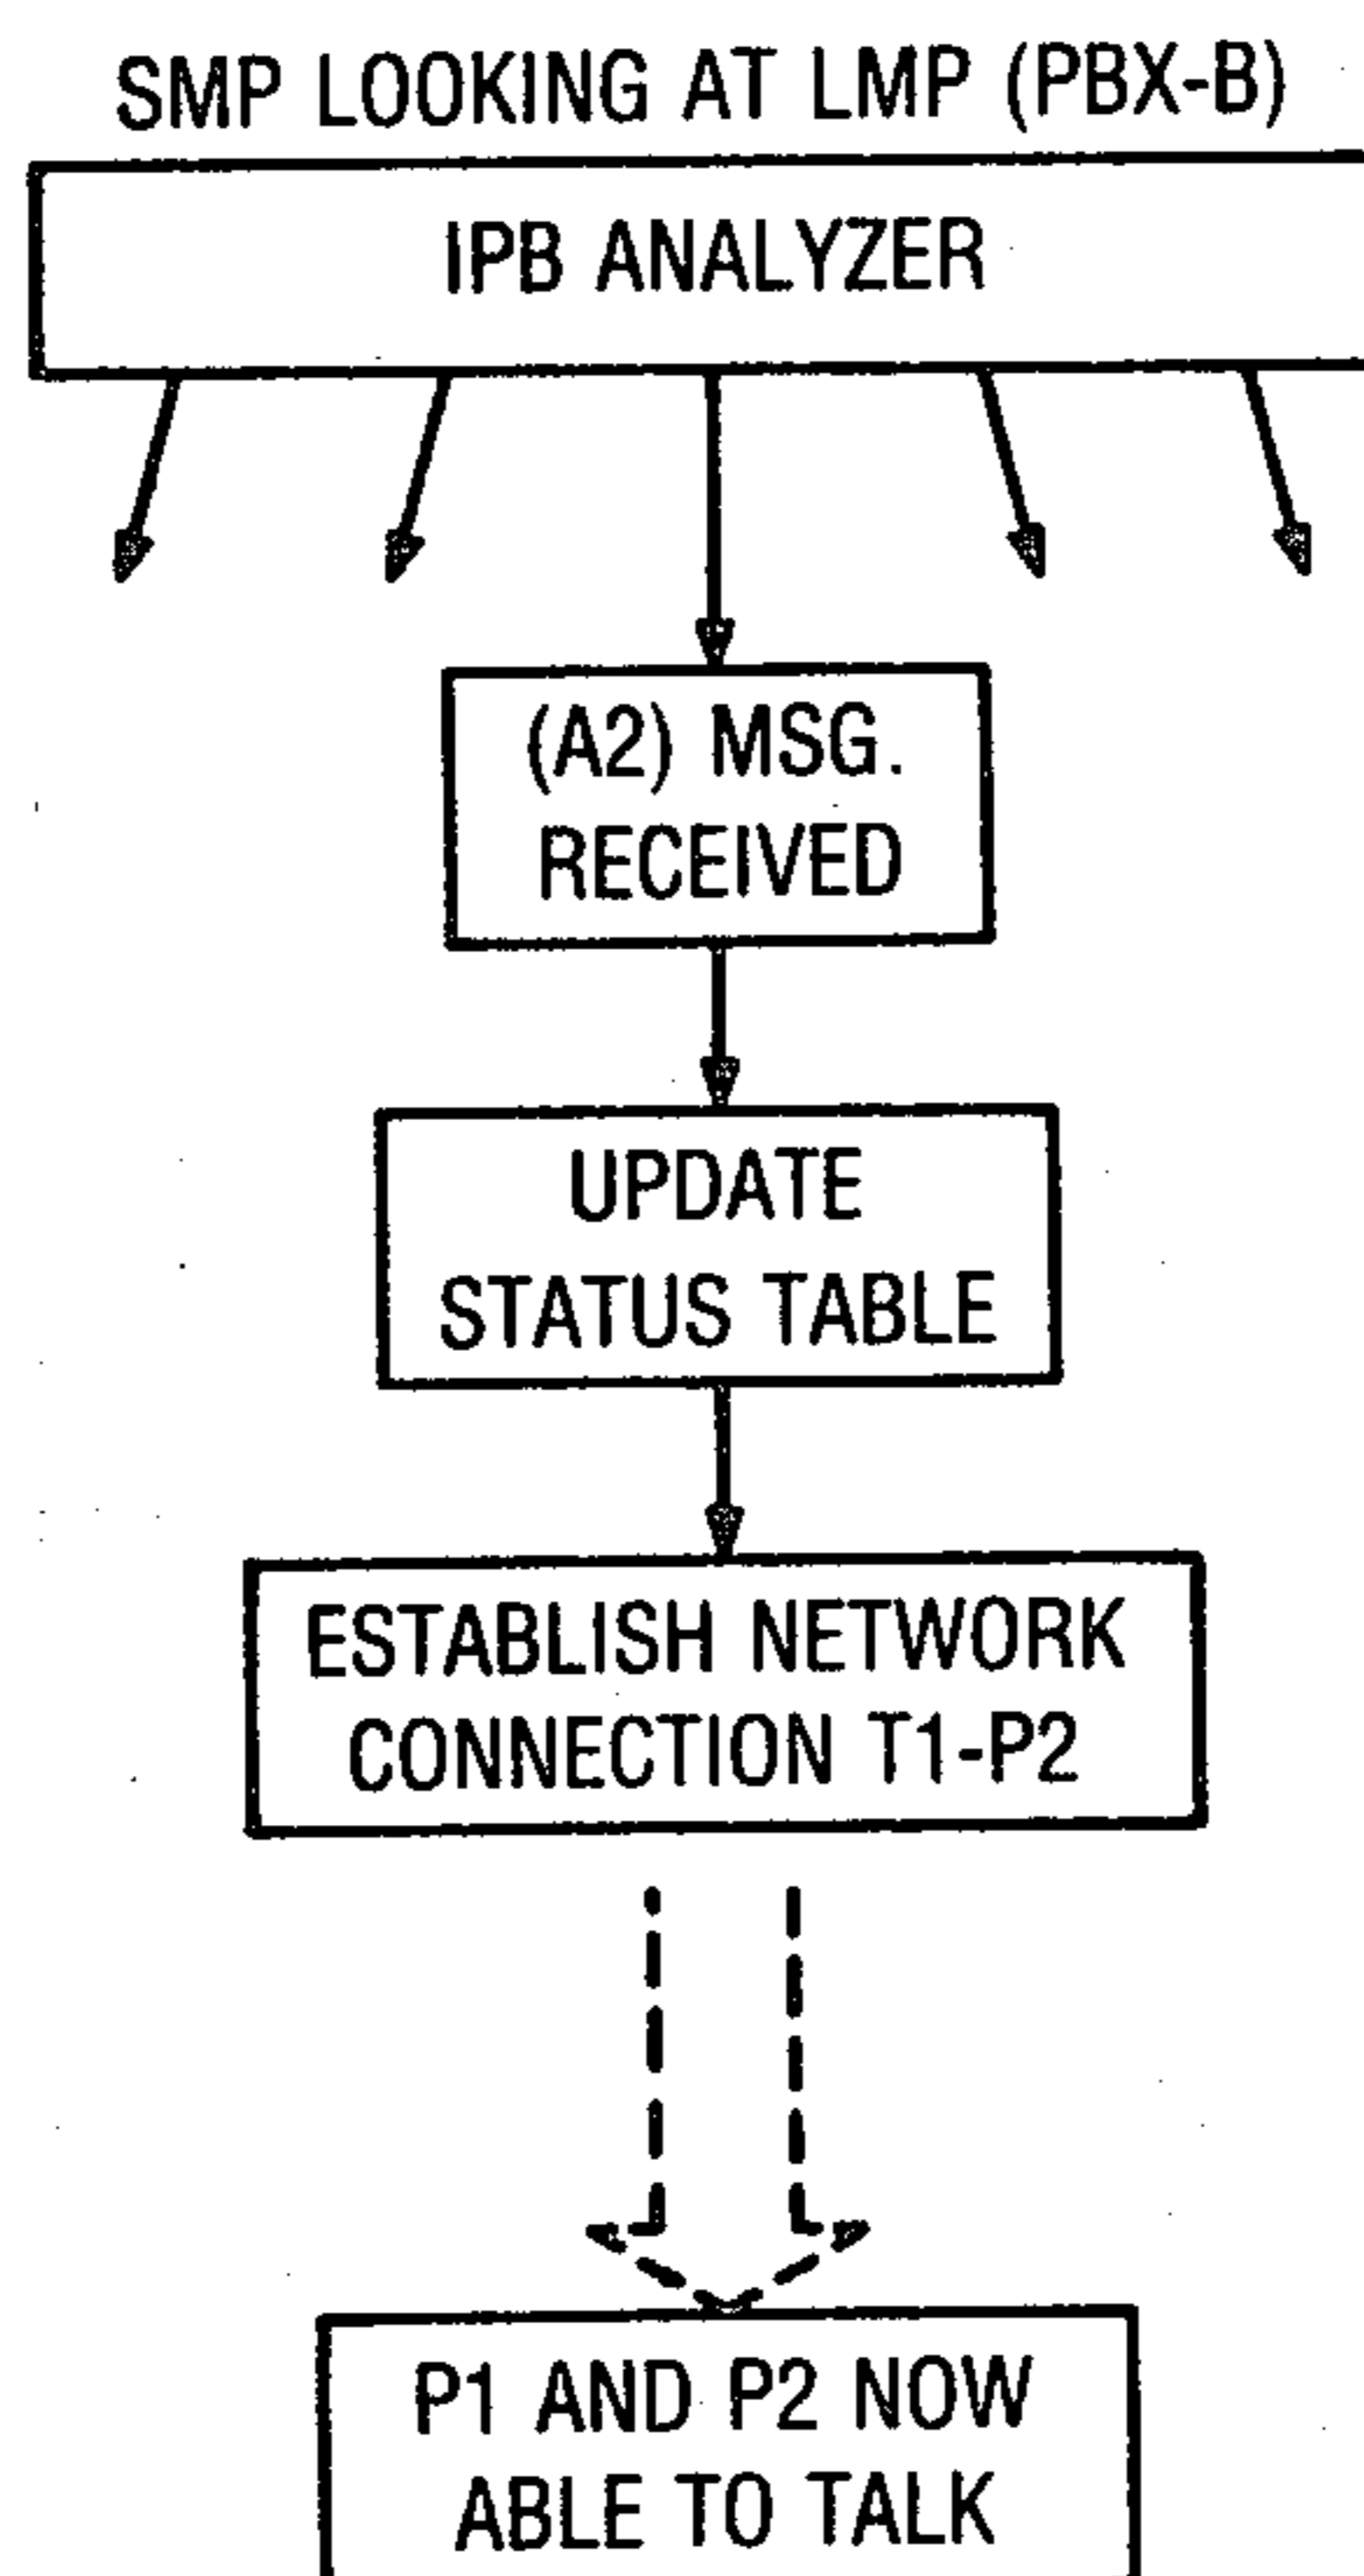 SMP LOOKING AT LMP (PBX-B)
IPB ANALYZER
(A2) MSG.
RECEIVED
UPDATE
STATUS TABLE
ESTABLISH NETWORK
CONNECTION T1-P2
P1 AND P2 NOW
ABLE TO TALK